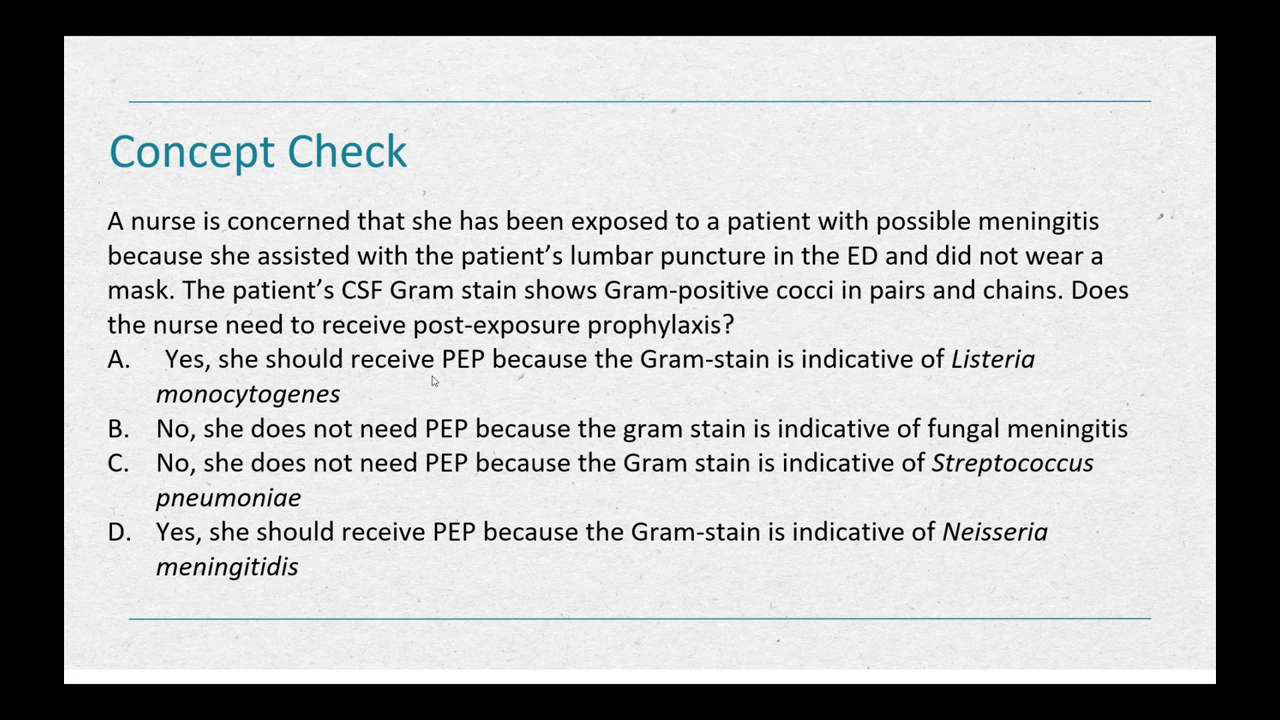 Concept Check
A nurse is concerned that she has been exposed to a patient with possible meningitis
because she assisted with the patient’s lumbar puncture in the ED and did not wear a
mask. The patient’s CSF Gram stain shows Gram-positive cocci in pairs and chains. Does
the nurse need to receive post-exposure prophylaxis?
A. Yes, she should receive PEP because the Gram-stain is indicative of Listeria
monocytogenes
B. No, she does not need PEP because the gram stain is indicative of fungal meningitis
C. No, she does not need PEP because the Gram stain is indicative of Streptococcus
pneumoniae
D. Yes, she should receive PEP because the Gram-stain is indicative of Neisseria
meningitidis